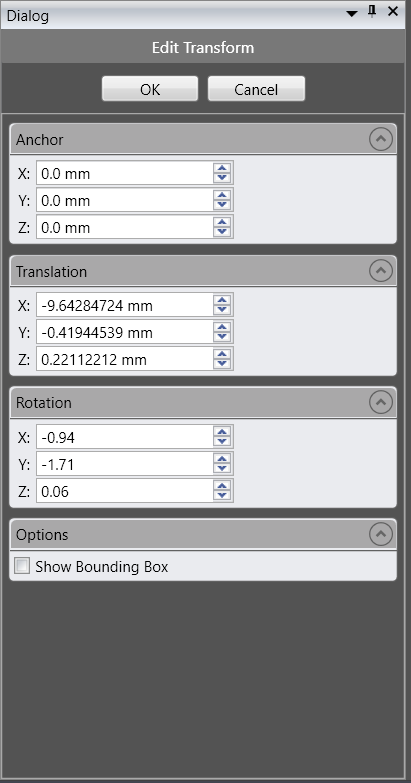 Dialog
Edit Transform
OK Cancel
Anchor
X: 0.0 mm
Y: 0.0 mm
Z: 0.0 mm
Translation
X: -9.64284724 mm
Y: -0.41944539 mm
Z: 0.22112212 mm
Rotation
X: -0.94
Y: -1.71
Z: 0.06
Options
Show Bounding Box